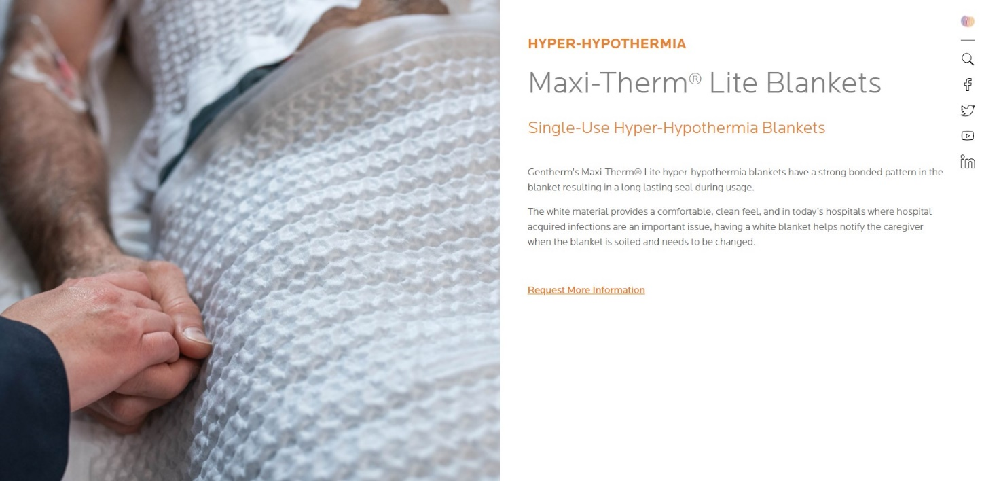 HYPER-HYPOTHERMIA
Maxi-Therm® Lite Blankets
Single-Use Hyper-Hypothermia Blankets
Gentherm's Maxi-Therm® Lite hyper-hypothermia blankets have a strong bonded pattern in the
blanket resulting in a long lasting seal during usage.
The white material provides a comfortable, clean feel, and in today's hospitals where hospital
acquired infections are an important issue, having a white blanket helps notify the caregiver
when the blanket is soiled and needs to be changed.
Request More Information